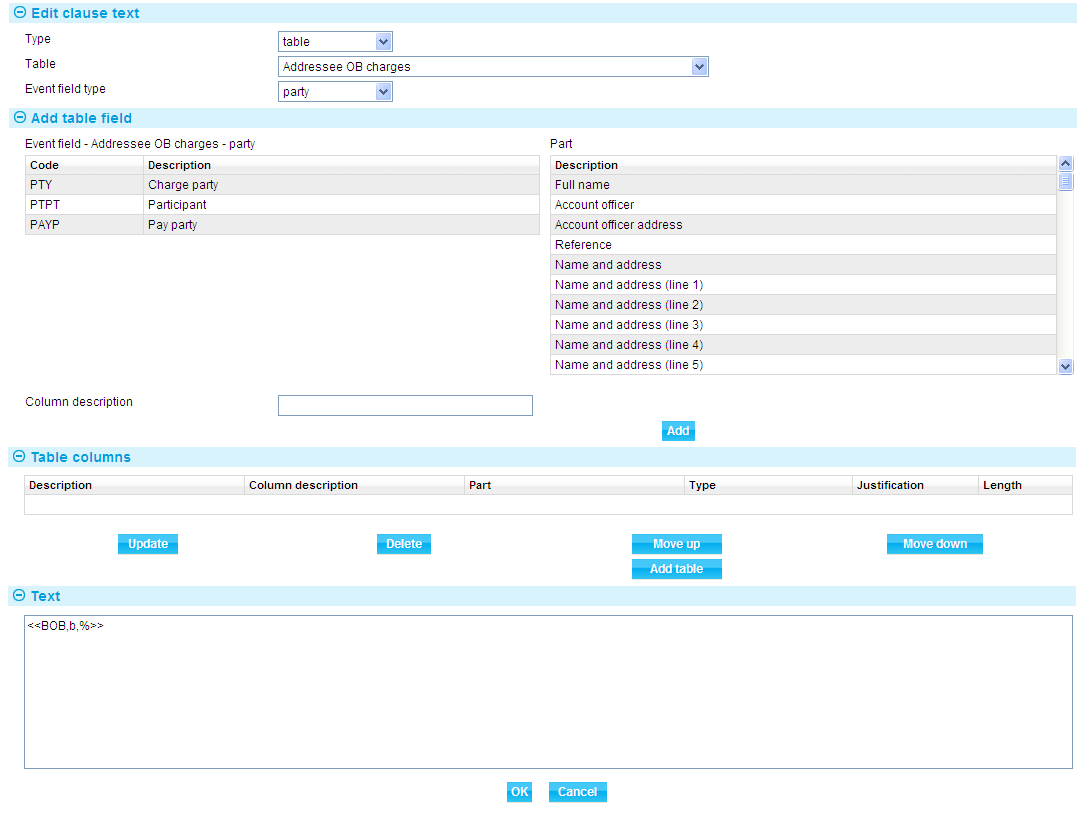 Edit clause text
Type table
Table Addressee OB charges
Event field type party
Add table field
Event field - Addressee OB charges - party Part
Code Description Description
PTY Charge party Full name
PTPT Participant Account officer
PAYP Pay party Account officer address
Reference
Name and address
Name and address (line 1)
Name and address (line 2)
Name and address (line 3)
Name and address (line 4)
Name and address (line 5)
Column description
Add
Table columns
Description Column description Part Type Justification Length
Update Delete Move up Move down
Add table
Text
<<BOB,b,%>>
OK Cancel